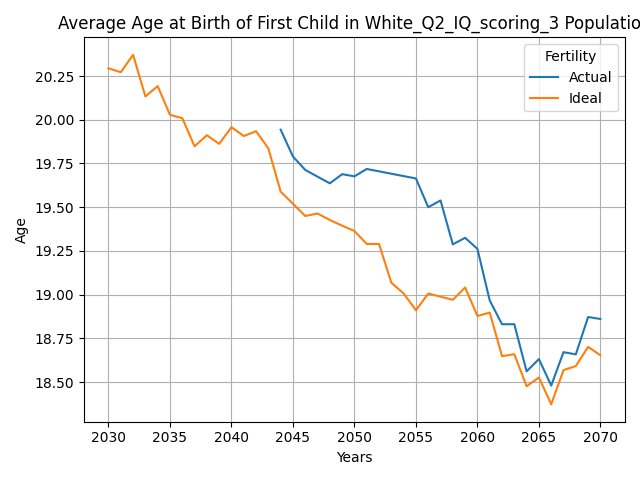 Average Age at Birth of First Child in White_Q2_IQ_scoring_3 Populatio
Fertility
Actual
Ideal
20.25
20.00
19.75
19.50
19.25
19.00
18.75
18.50
Age
2030 2035 2040 2045 2050 2055 2060 2065 2070
Years